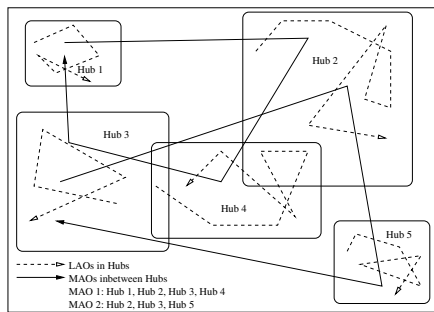 Hub 1
Hub 2
Hub 3
Hub 4
Hub 5
LAOs in Hubs
MAOs inbetween Hubs
MAO 1: Hub 1, Hub 2, Hub 3, Hub 4
MAO 2: Hub 2, Hub 3, Hub 5